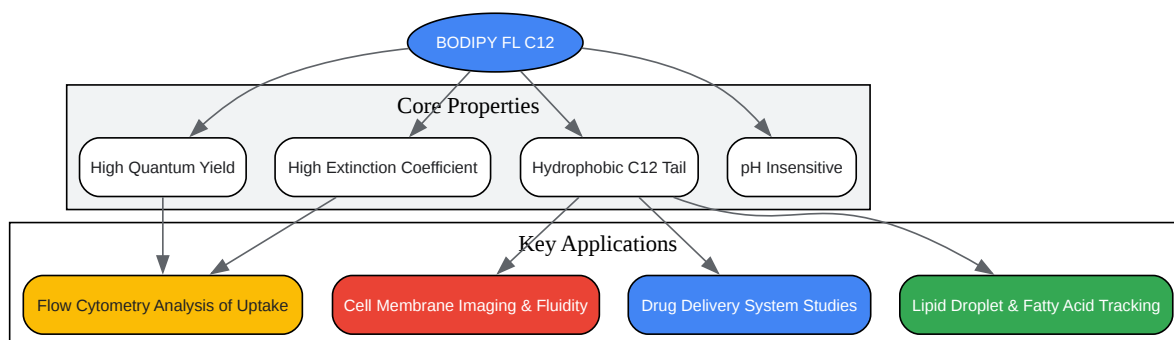 BODIPY FL C12
Core Properties
High Quantum Yield
High Extinction Coefficient
Hydrophobic C12 Tail
pH Insensitive
Key Applications
Flow Cytometry Analysis of Uptake
Cell Membrane Imaging & Fluidity
Drug Delivery System Studies
Lipid Droplet & Fatty Acid Tracking